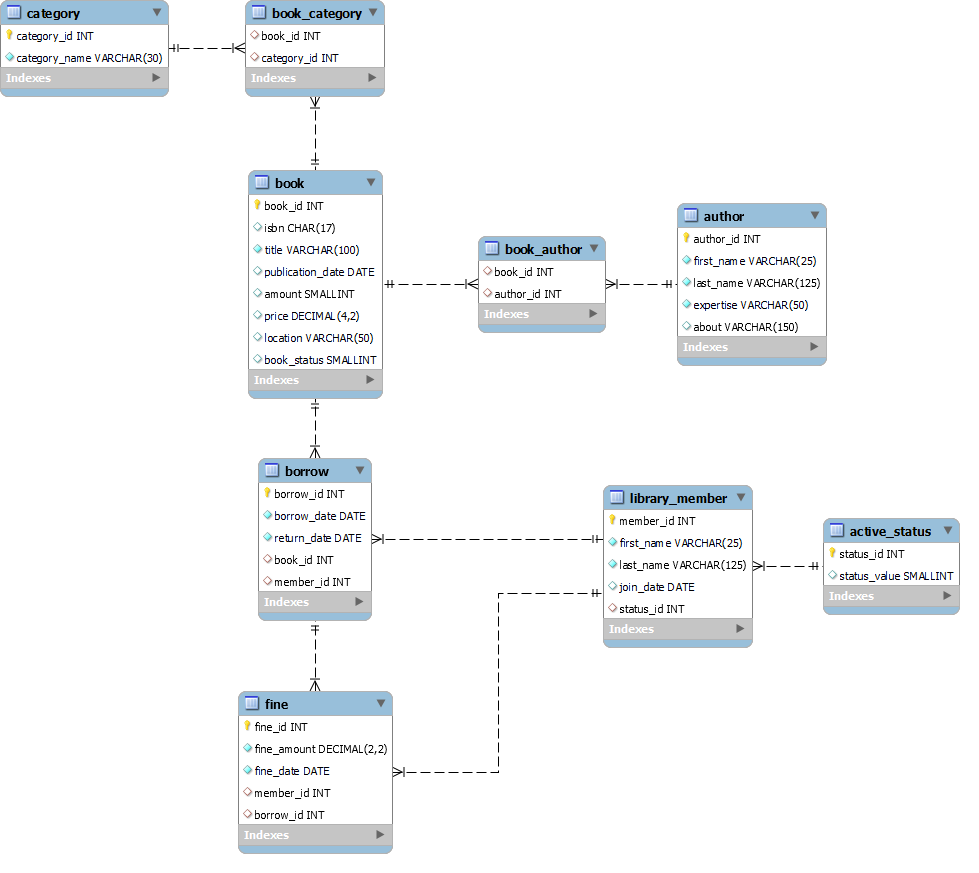 category
category_id INT
category_name VARCHAR(30)
Indexes
book_category
book_id INT
category_id INT
Indexes
book
book_id INT
isbn CHAR(17)
title VARCHAR(100)
publication_date DATE
amount SMALLINT
price DECIMAL(4,2)
location VARCHAR(50)
book_status SMALLINT
Indexes
book_author
book_id INT
author_id INT
Indexes
author
author_id INT
first_name VARCHAR(25)
last_name VARCHAR(125)
expertise VARCHAR(50)
about VARCHAR(150)
Indexes
borrow
borrow_id INT
borrow_date DATE
return_date DATE
book_id INT
member_id INT
Indexes
library_member
member_id INT
first_name VARCHAR(25)
last_name VARCHAR(125)
join_date DATE
status_id INT
Indexes
active_status
status_id INT
status_value SMALLINT
Indexes
fine
fine_id INT
fine_amount DECIMAL(2,2)
fine_date DATE
member_id INT
borrow_id INT
Indexes